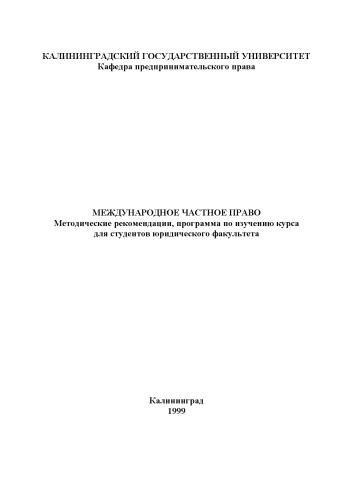 КАЛИНИНГРАДСКИЙ ГОСУДАРСТВЕННЫЙ УНИВЕРСИТЕТ
Кафедра предпринимательского права
МЕЖДУНАРОДНОЕ ЧАСТНОЕ ПРАВО
Методические рекомендации, программа по изучению курса
для студентов юридического факультета
Калининград
1999